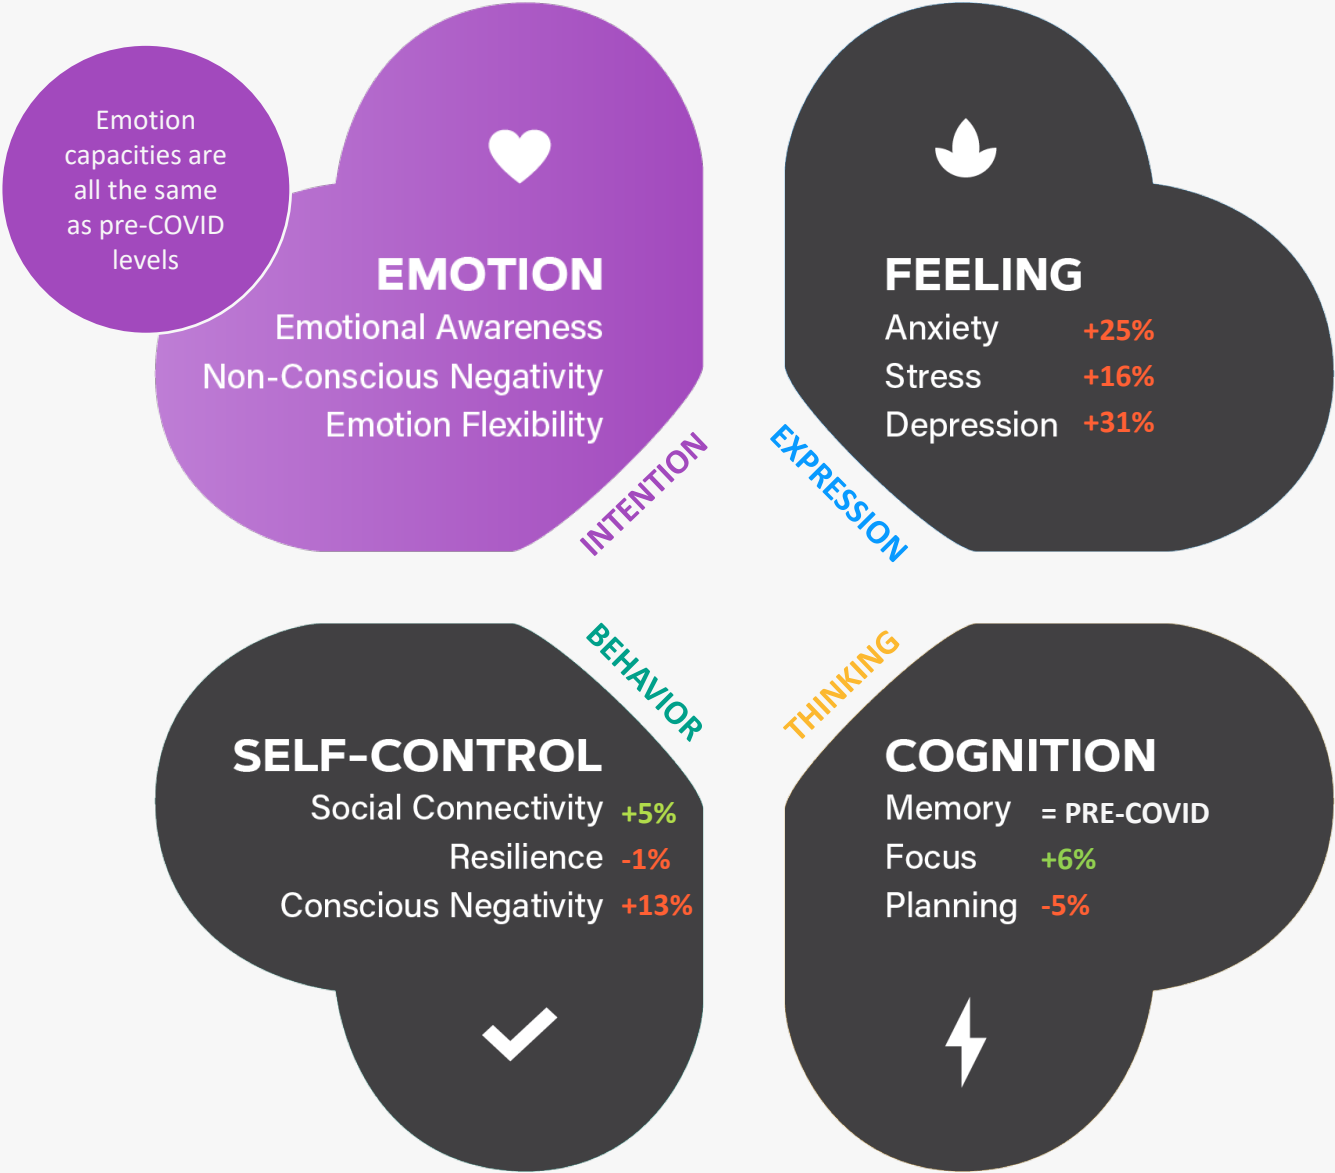 Emotion
capacities are
all the same
as pre-COVID
levels
EMOTION
Emotional Awareness
Non-Conscious Negativity
Emotion Flexibility
INTENTION
FEELING
Anxiety +25%
Stress +16%
Depression +31%
EXPRESSION
BEHAVIOR
SELF-CONTROL
Social Connectivity +5%
Resilience -1%
Conscious Negativity +13%
THINKING
COGNITION
Memory = PRE-COVID
Focus +6%
Planning -5%